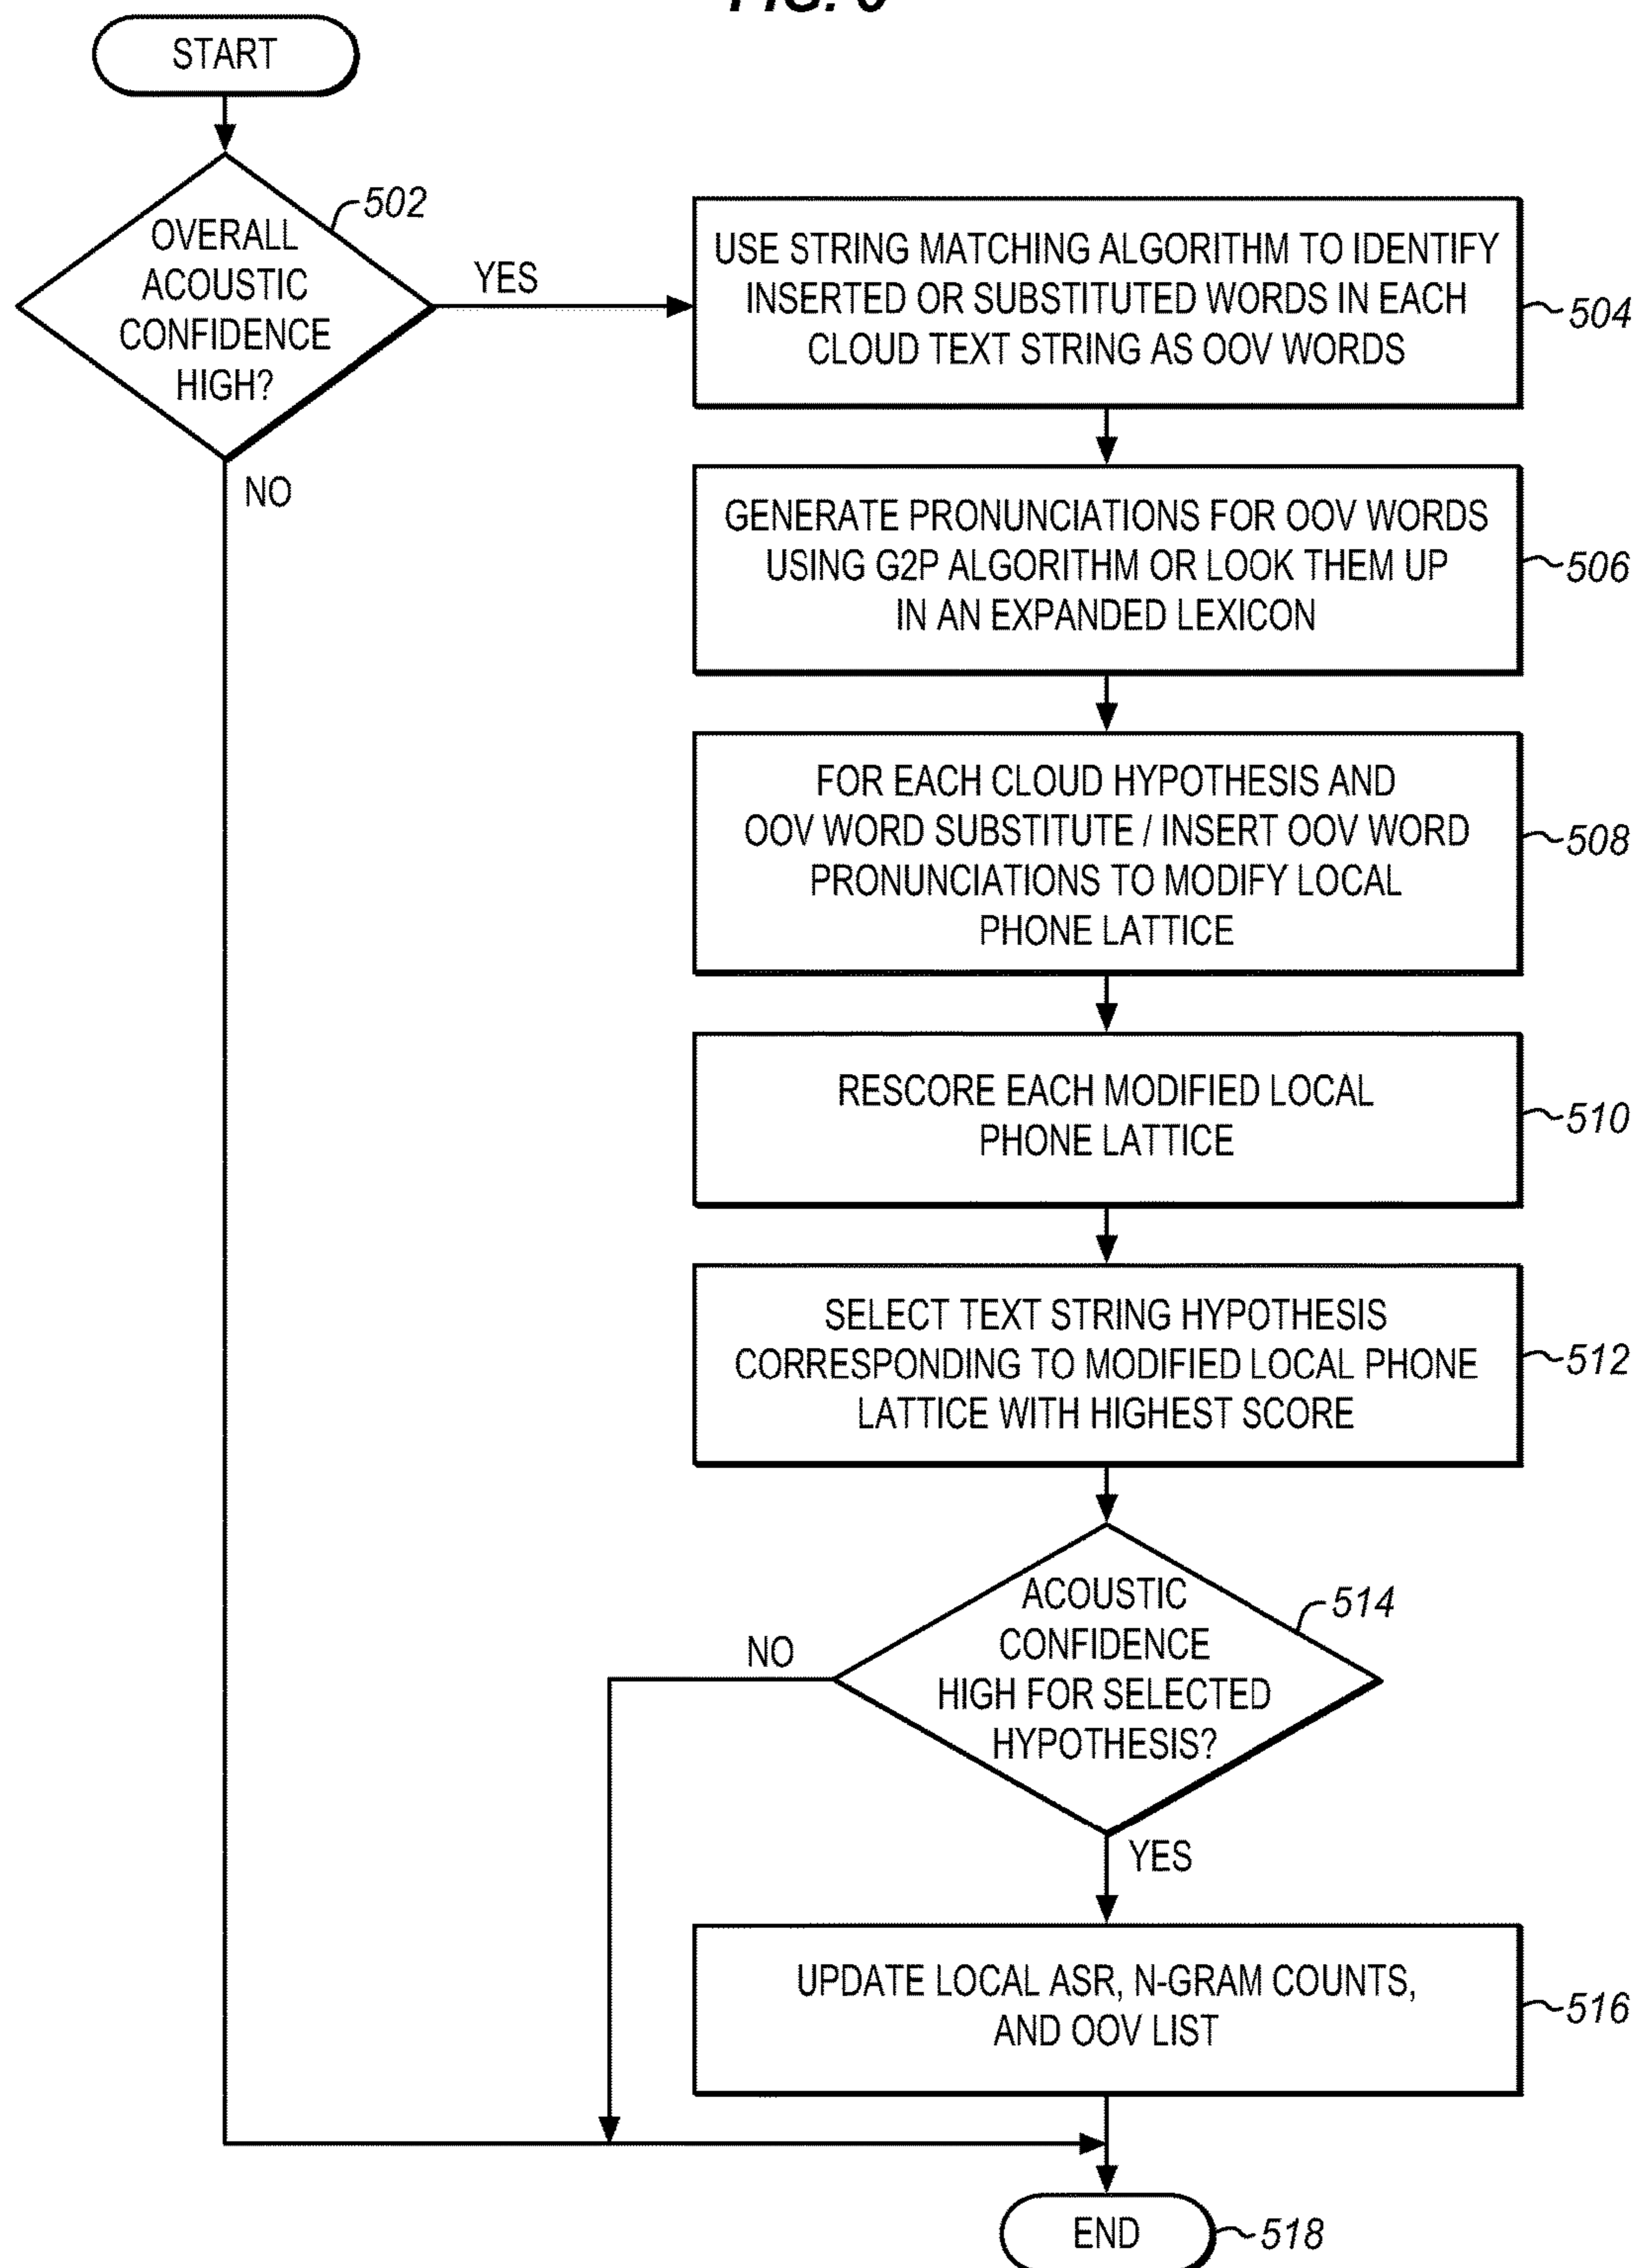 START
502
OVERALL
ACOUSTIC
CONFIDENCE
HIGH?
YES
NO
USE STRING MATCHING ALGORITHM TO IDENTIFY
INSERTED OR SUBSTITUTED WORDS IN EACH
CLOUD TEXT STRING AS OOV WORDS
504
GENERATE PRONUNCIATIONS FOR OOV WORDS
USING G2P ALGORITHM OR LOOK THEM UP
IN AN EXPANDED LEXICON
506
FOR EACH CLOUD HYPOTHESIS AND
OOV WORD SUBSTITUTE / INSERT OOV WORD
PRONUNCIATIONS TO MODIFY LOCAL
PHONE LATTICE
508
RESCORE EACH MODIFIED LOCAL
PHONE LATTICE
510
SELECT TEXT STRING HYPOTHESIS
CORRESPONDING TO MODIFIED LOCAL PHONE
LATTICE WITH HIGHEST SCORE
512
ACOUSTIC
CONFIDENCE
HIGH FOR SELECTED
HYPOTHESIS?
514
NO
YES
UPDATE LOCAL ASR, N-GRAM COUNTS,
AND OOV LIST
516
END
518